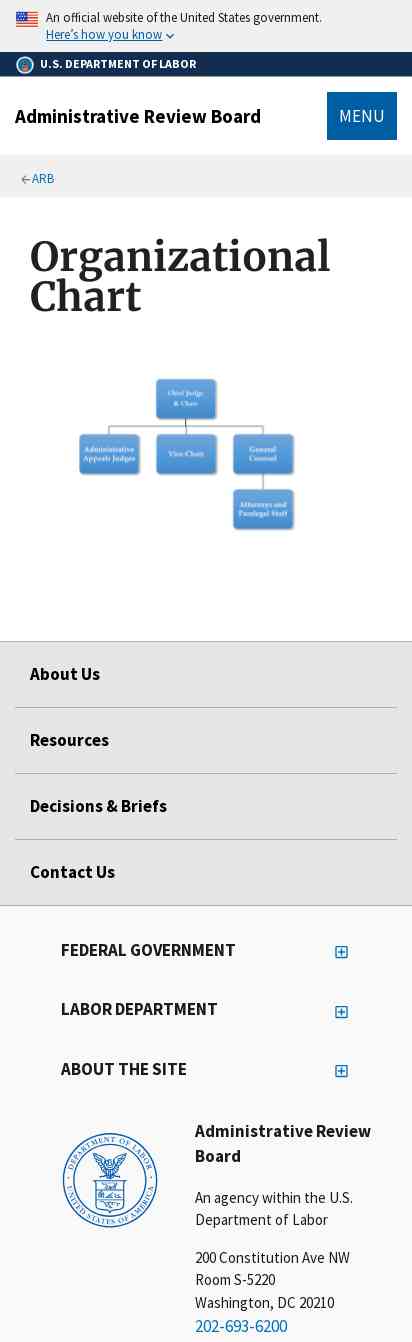 An official website of the United States government.
Here's how you know
U.S. DEPARTMENT OF LABOR
Administrative Review Board
MENU
ARB
Organizational
Chart
Chief Judge
& Chair
Administrative
Appeals Judges
Vice-Chair
General
Counsel
Attorneys and
Paralegal Staff
About Us
Resources
Decisions & Briefs
Contact Us
FEDERAL GOVERNMENT
LABOR DEPARTMENT
ABOUT THE SITE
DEPARTMENT OF LABOR
UNITED STATES OF AMERICA
Administrative Review
Board
An agency within the U.S.
Department of Labor
200 Constitution Ave NW
Room S-5220
Washington, DC 20210
202-693-6200